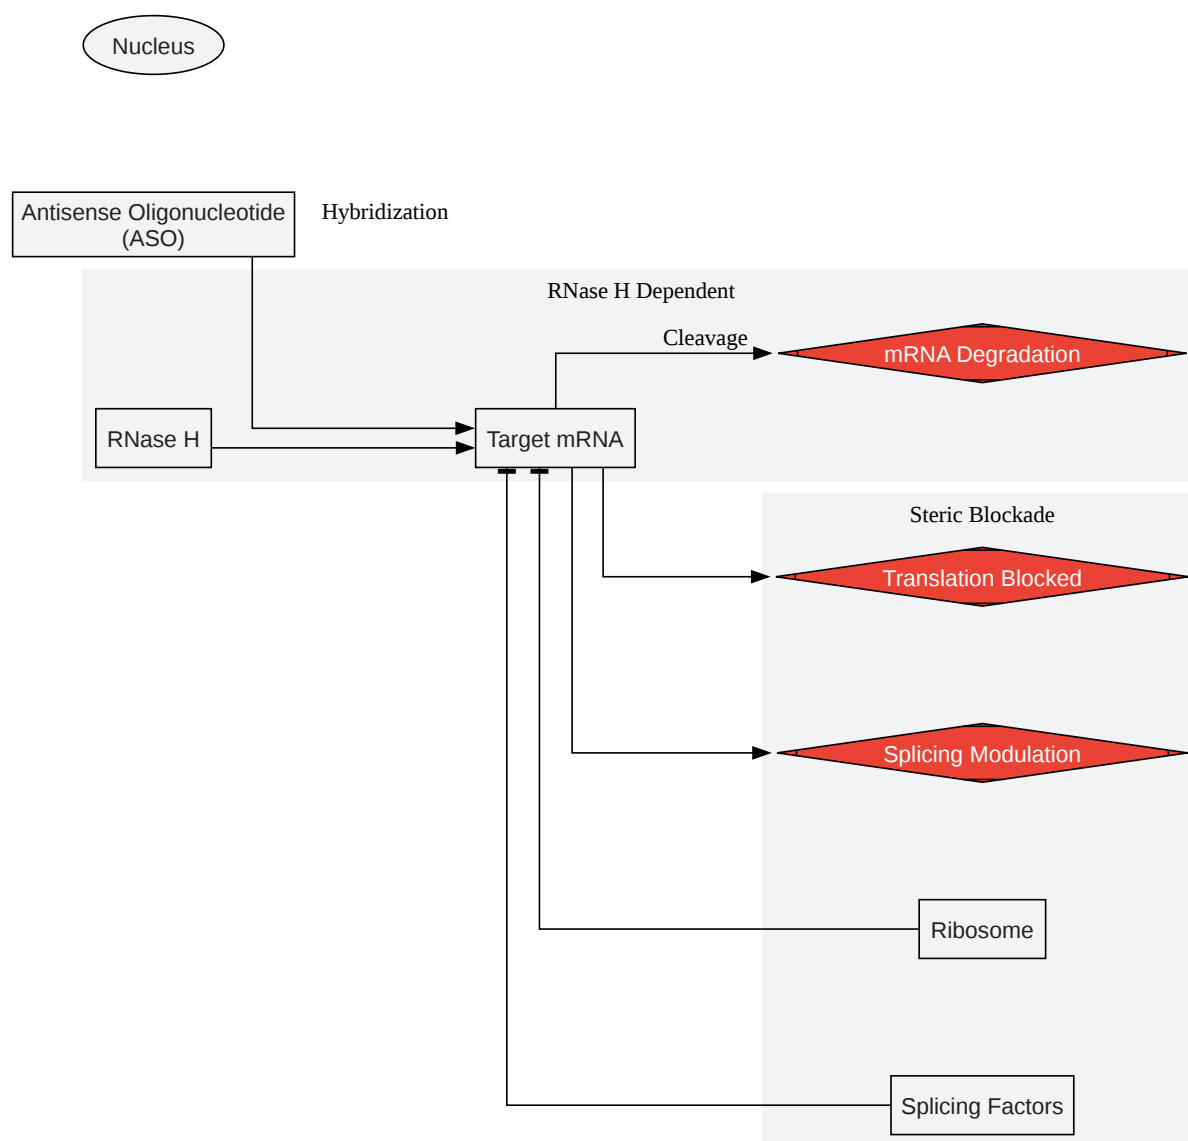 Nucleus
Antisense Oligonucleotide
(ASO)
Hybridization
RNase H Dependent
Cleavage
mRNA Degradation
RNase H
Target mRNA
Steric Blockade
Translation Blocked
Splicing Modulation
Ribosome
Splicing Factors